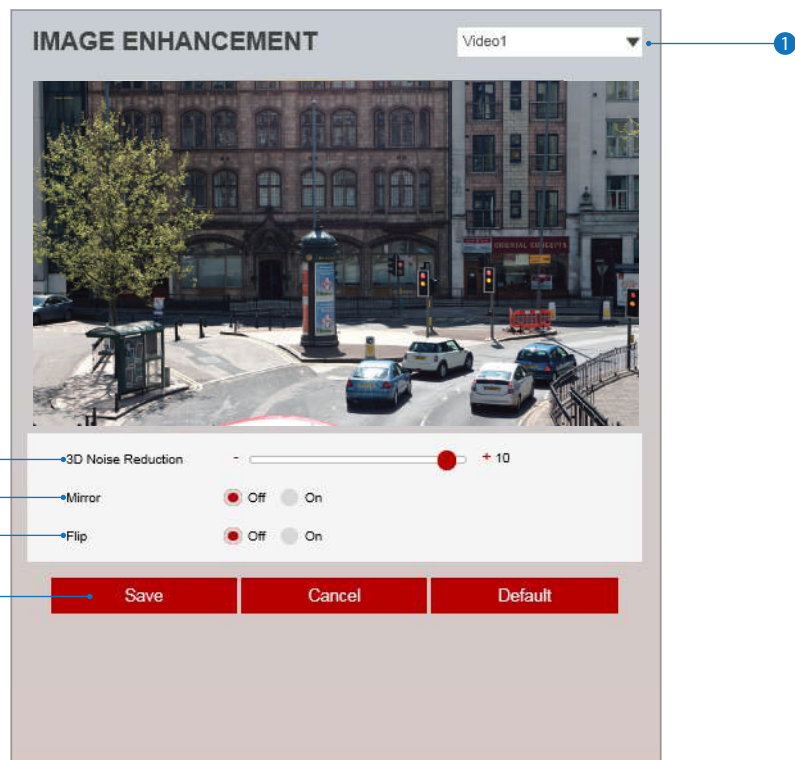 IMAGE ENHANCEMENT
Video1
1
ORIENTAL CONCEPTS
3D Noise Reduction - + 10
Mirror Off On
Flip Off On
Save Cancel Default